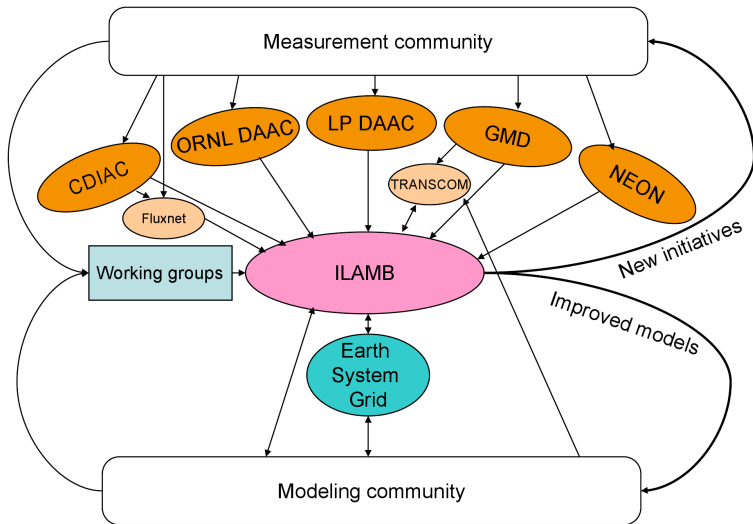 Measurement community
ORNL DAAC
LP DAAC
GMD
CDIAC
TRANSCOM
NEON
Fluxnet
Working groups
ILAMB
New initiatives
Improved models
Earth
System
Grid
Modeling community